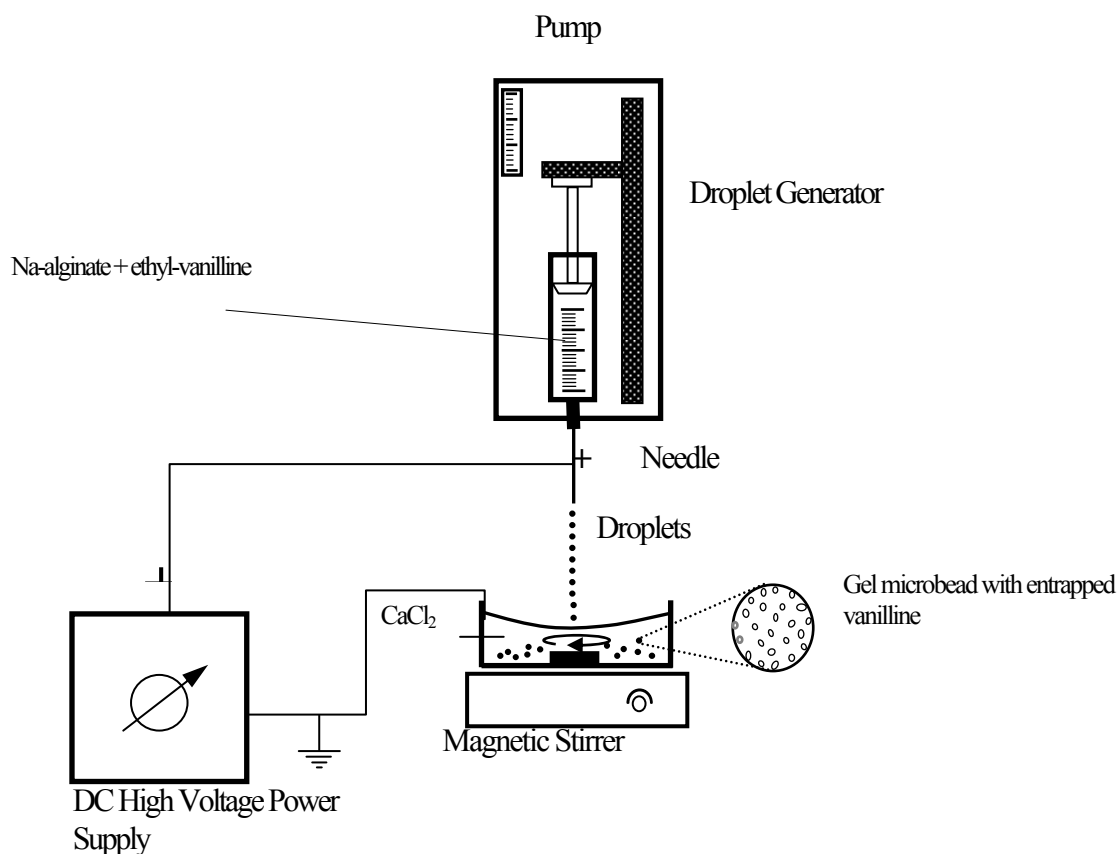 Pump
Droplet Generator
Na-alginate + ethyl-vanilline
+
Needle
Droplets
CaCl₂
Gel microbead with entrapped
vanilline
Magnetic Stirrer
DC High Voltage Power
Supply